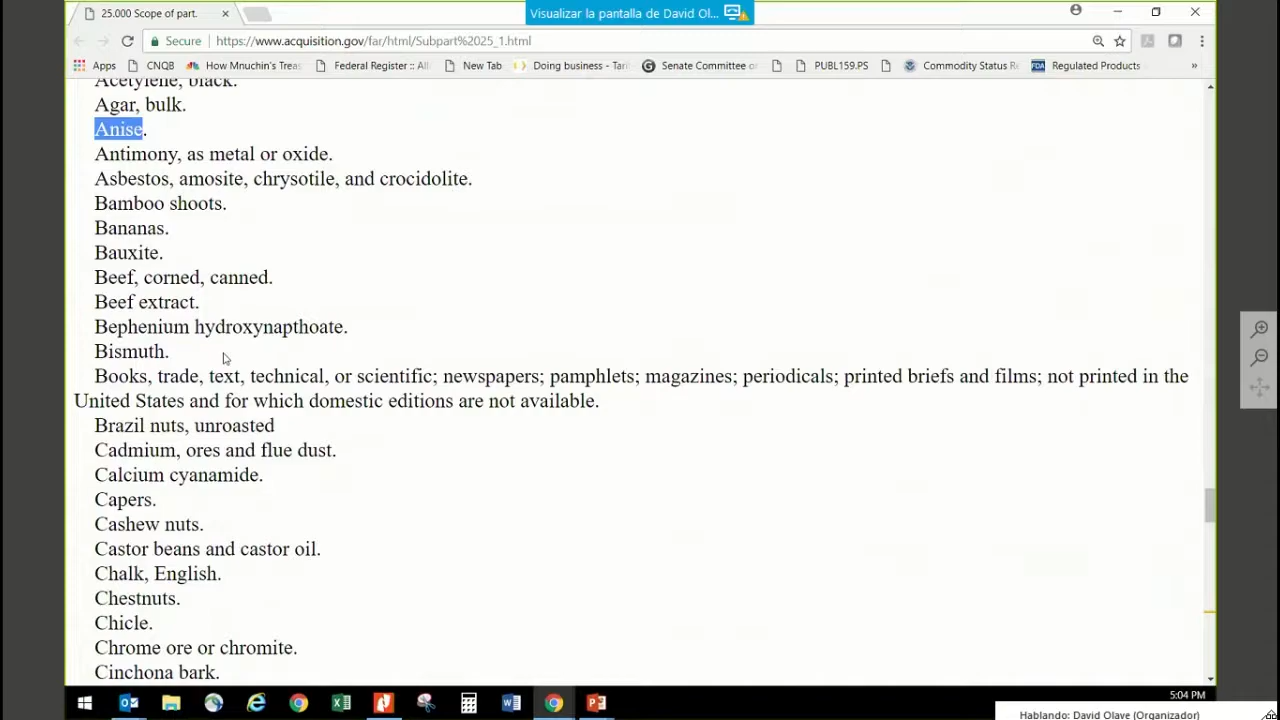 25.000 Scope of part.
Visualizar la pantalla de David Ol...
Secure
https://www.acquisition.gov/far/html/Subpart%2025_1.html
Apps
CNQB
How Mnuchin's Treas
Federal Register :: All
New Tab
Doing business - Tari
Senate Committee or
PUBL159.PS
Commodity Status R
FDA
Regulated Products
»
Acetylene, black.
Agar, bulk.
Anise.
Antimony, as metal or oxide.
Asbestos, amosite, chrysotile, and crocidolite.
Bamboo shoots.
Bananas.
Bauxite.
Beef, corned, canned.
Beef extract.
Bephenium hydroxynapthoate.
Bismuth.
Books, trade, text, technical, or scientific; newspapers; pamphlets; magazines; periodicals; printed briefs and films; not printed in the
United States and for which domestic editions are not available.
Brazil nuts, unroasted
Cadmium, ores and flue dust.
Calcium cyanamide.
Capers.
Cashew nuts.
Castor beans and castor oil.
Chalk, English.
Chestnuts.
Chicle.
Chrome ore or chromite.
Cinchona bark.
5:04 PM
Hablando: David Olave (Organizador)